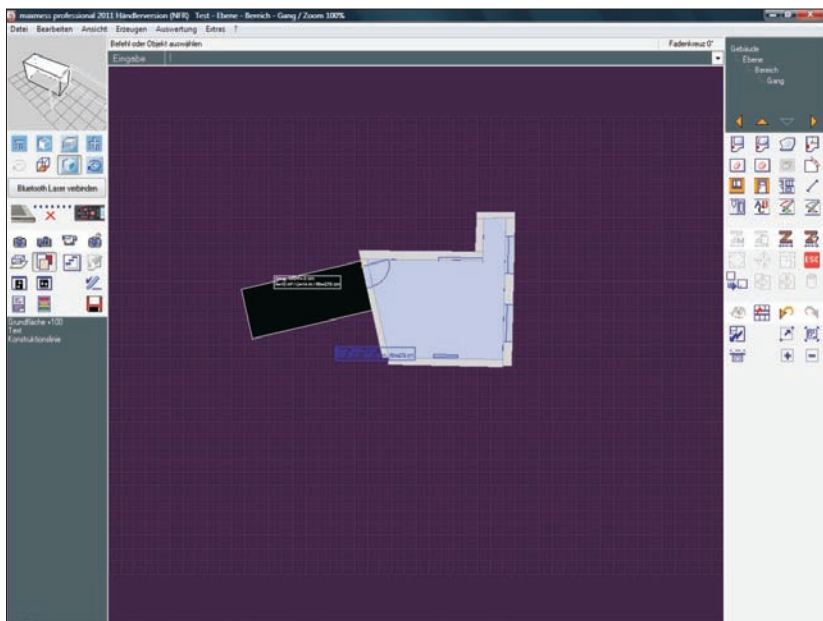 maxmess professional 2011 Händlerversion (NFR)   Test - Ebene - Bereich - Gang / Zoom 100%
Datei Bearbeiten Ansicht Erzeugen Auswertung Extras ?
Befehl oder Objekt auswählen
Fadenkreuz 0°
Eingabe
Gebäude
Ebene
Bereich
Gang
Bluetooth Laser verbinden
ESC
Grundfläche +100
Text
Konstruktionslinie